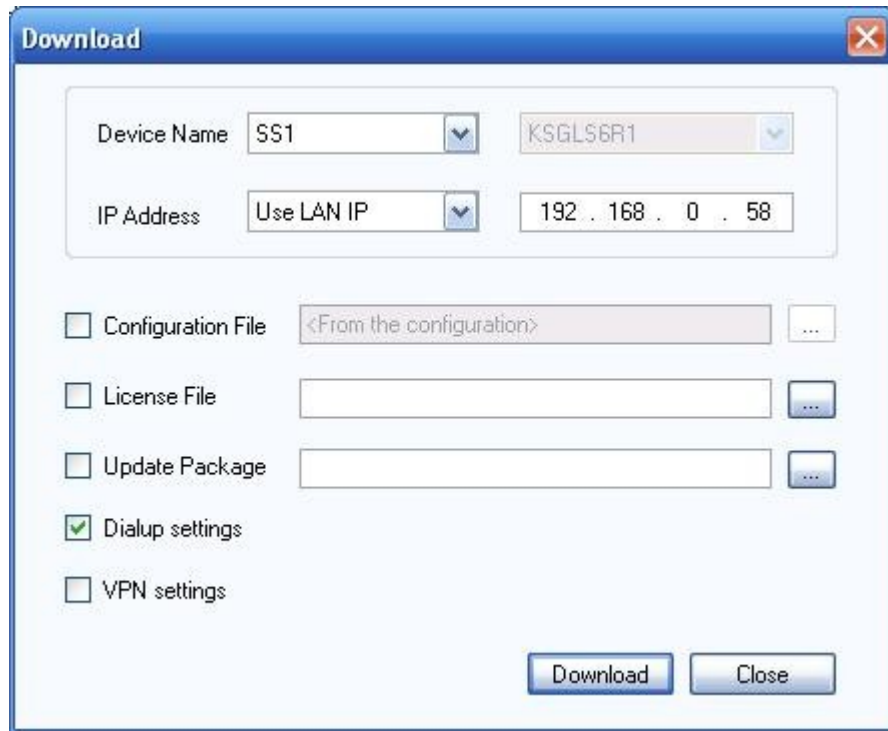 Download
Device Name SS1 KSGLS6R1
IP Address Use LAN IP 192 . 168 . 0 . 58
Configuration File <From the configuration> ...
License File ...
Update Package ...
Dialup settings
VPN settings
Download Close